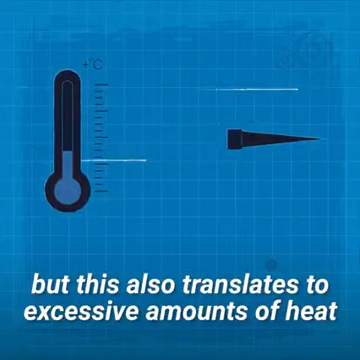 +°C
but this also translates to
excessive amounts of heat